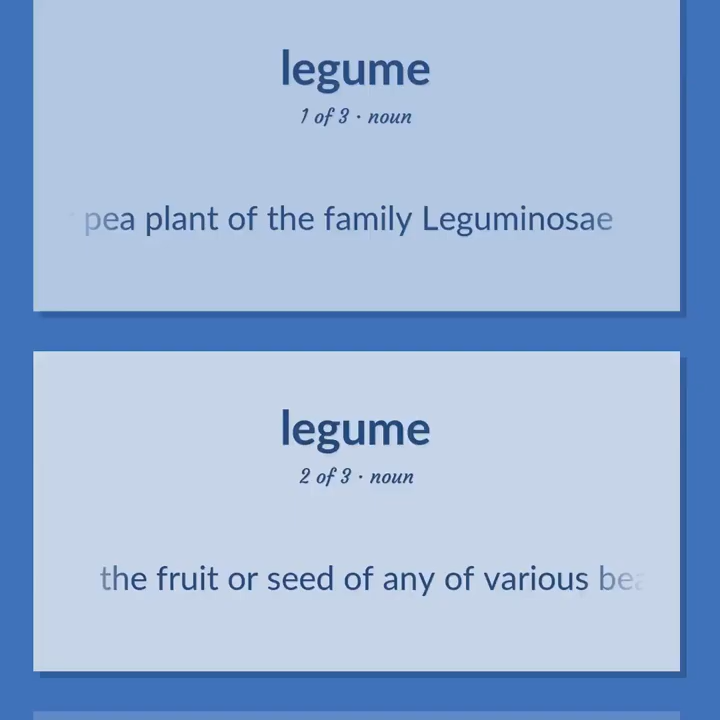 legume
1 of 3 · noun
pea plant of the family Leguminosae
legume
2 of 3 · noun
the fruit or seed of any of various